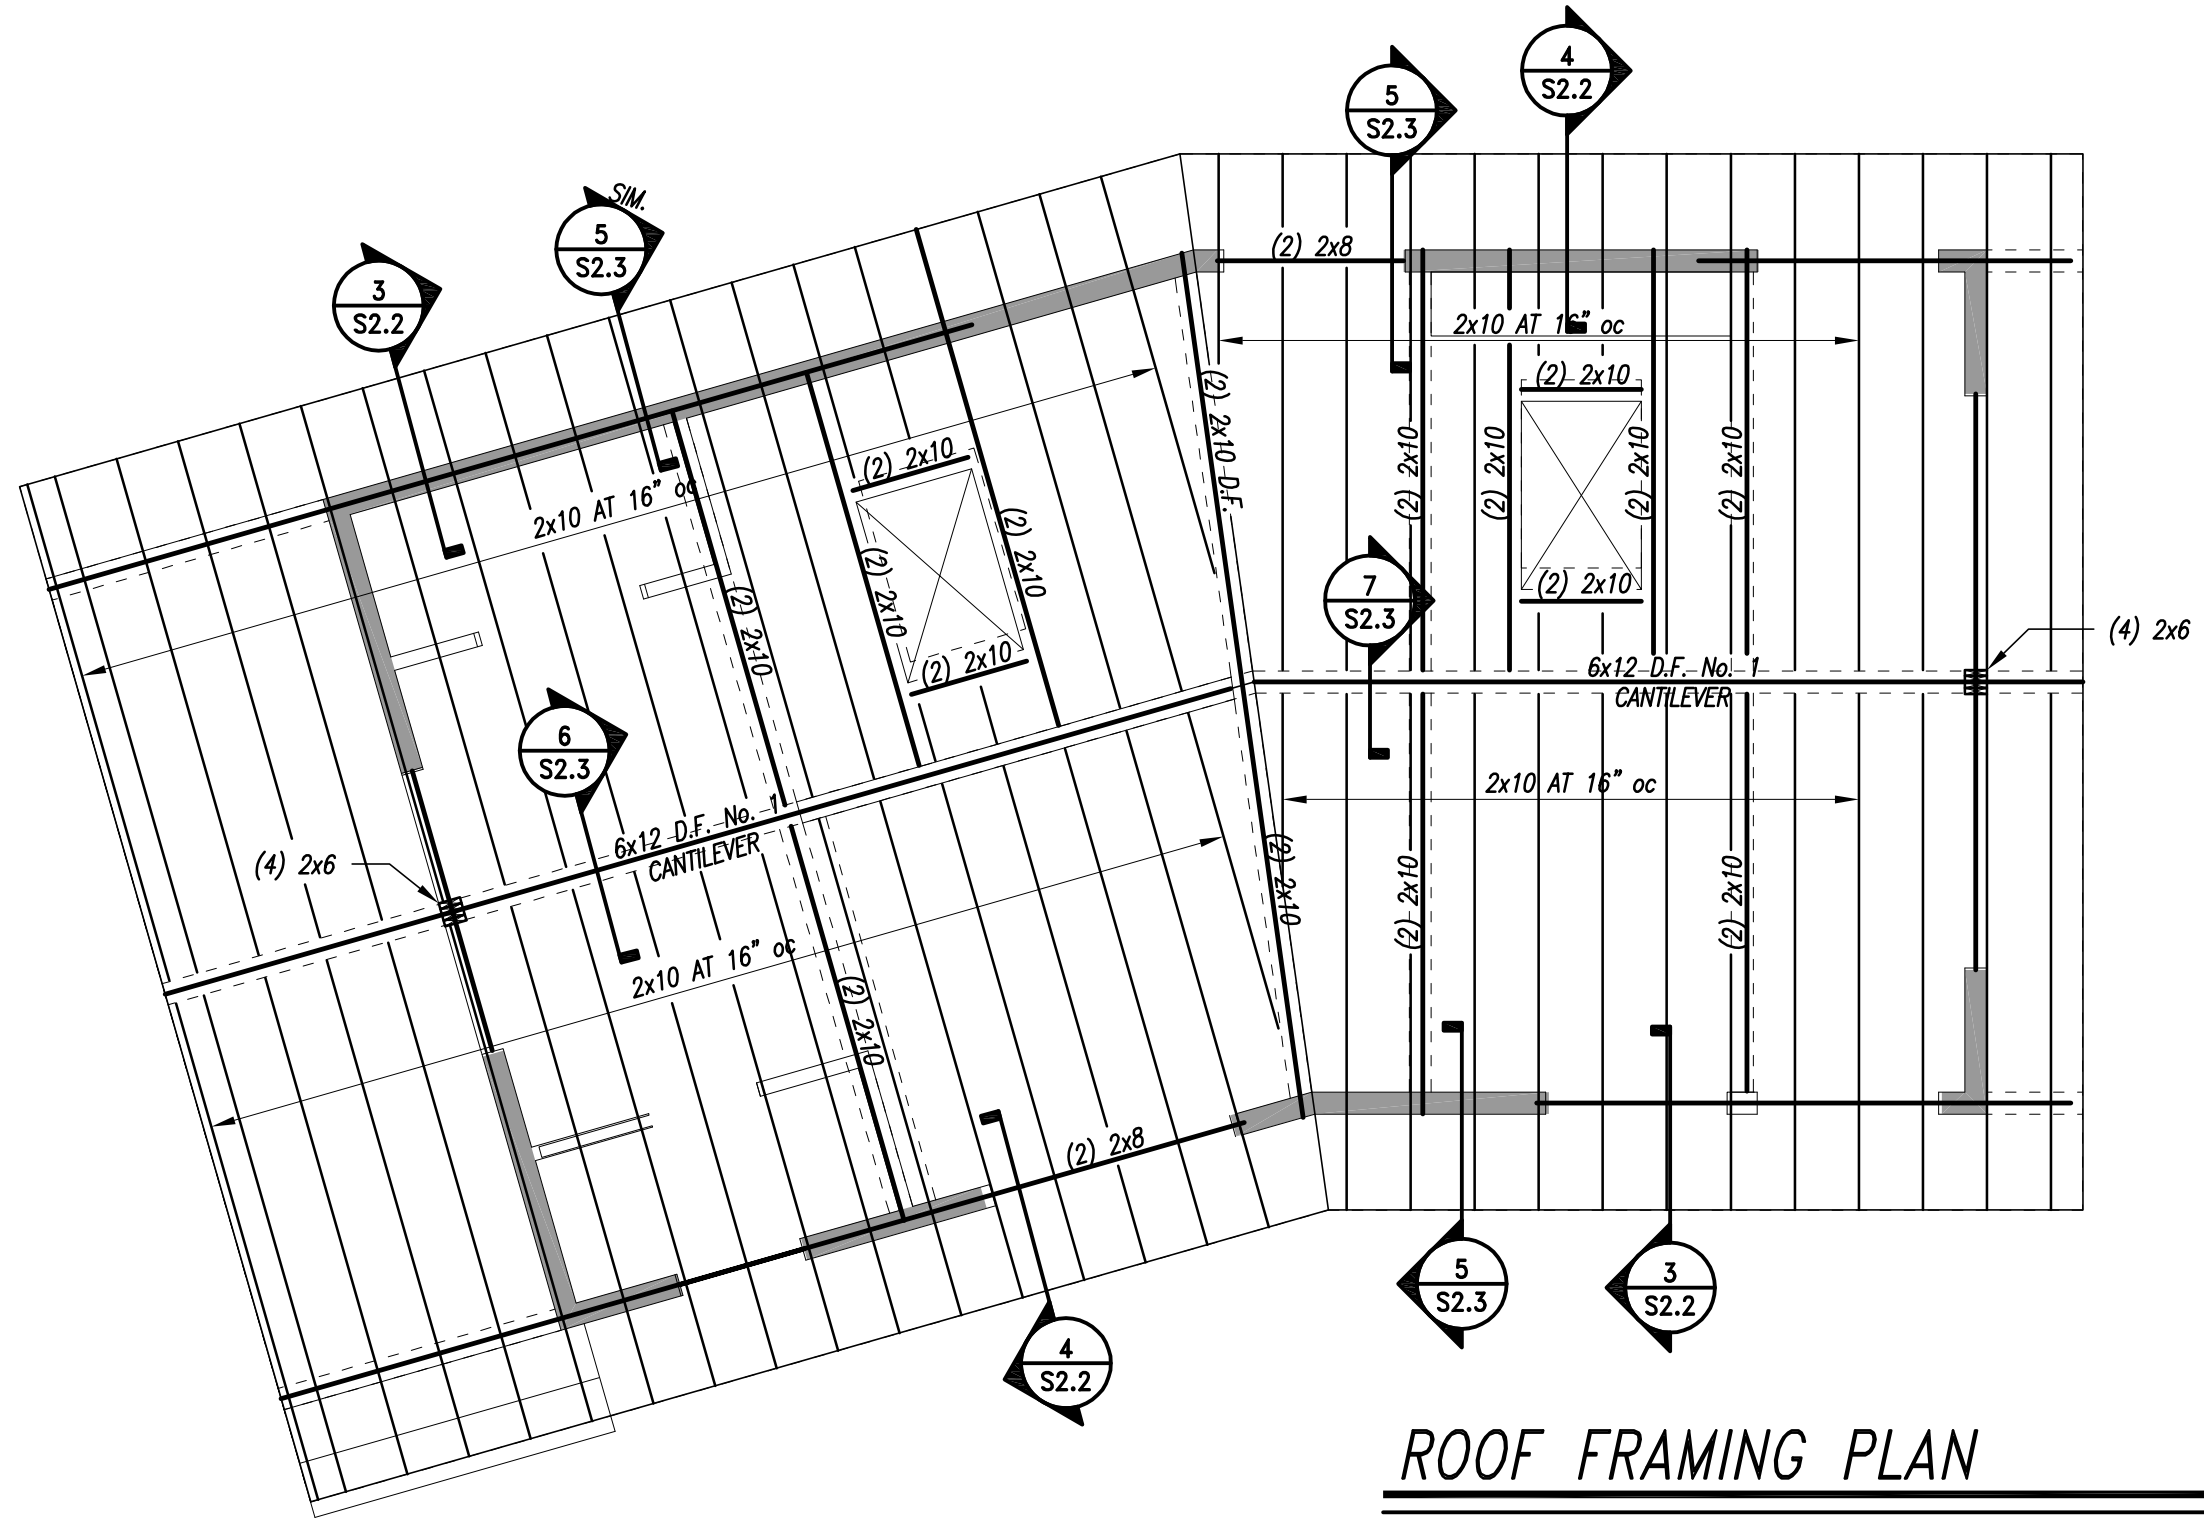 4
S2.2
5
S2.3
SIM.
5
S2.3
3
S2.2
(2) 2x8
2x10 AT 16" oc
(2) 2x10
(2) 2x10 D.F.
(2) 2x10
(2) 2x10
(2) 2x10
(2) 2x10
(2) 2x10
2x10 AT 16" oc
(2) 2x10
(2) 2x10
(2) 2x10
(2) 2x10
(2) 2x10
7
S2.3
(4) 2x6
6x12 D.F. No. 1
CANTILEVER
6
S2.3
2x10 AT 16" oc
6x12 D.F. No. 1
CANTILEVER
(4) 2x6
(2) 2x10
(2) 2x10
(2) 2x10
2x10 AT 16" oc
(2) 2x10
(2) 2x8
5
S2.3
3
S2.2
4
S2.2
ROOF FRAMING PLAN